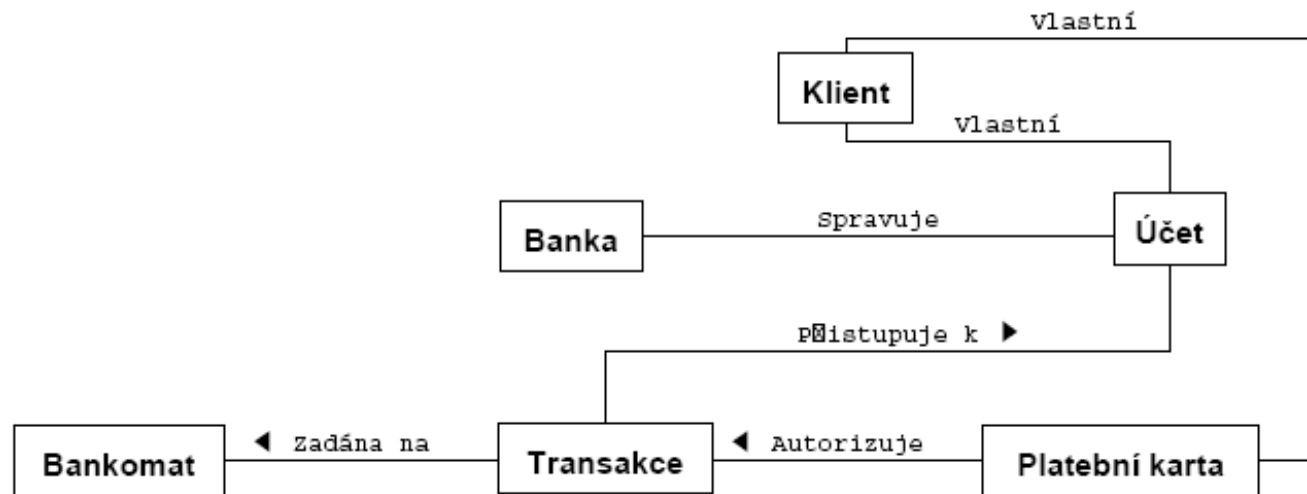 Vlastní
Klient
Vlastní
Banka
Spravuje
Účet
k
Bankomat
Zadána na
Transakce
Autorizuje
Platební karta